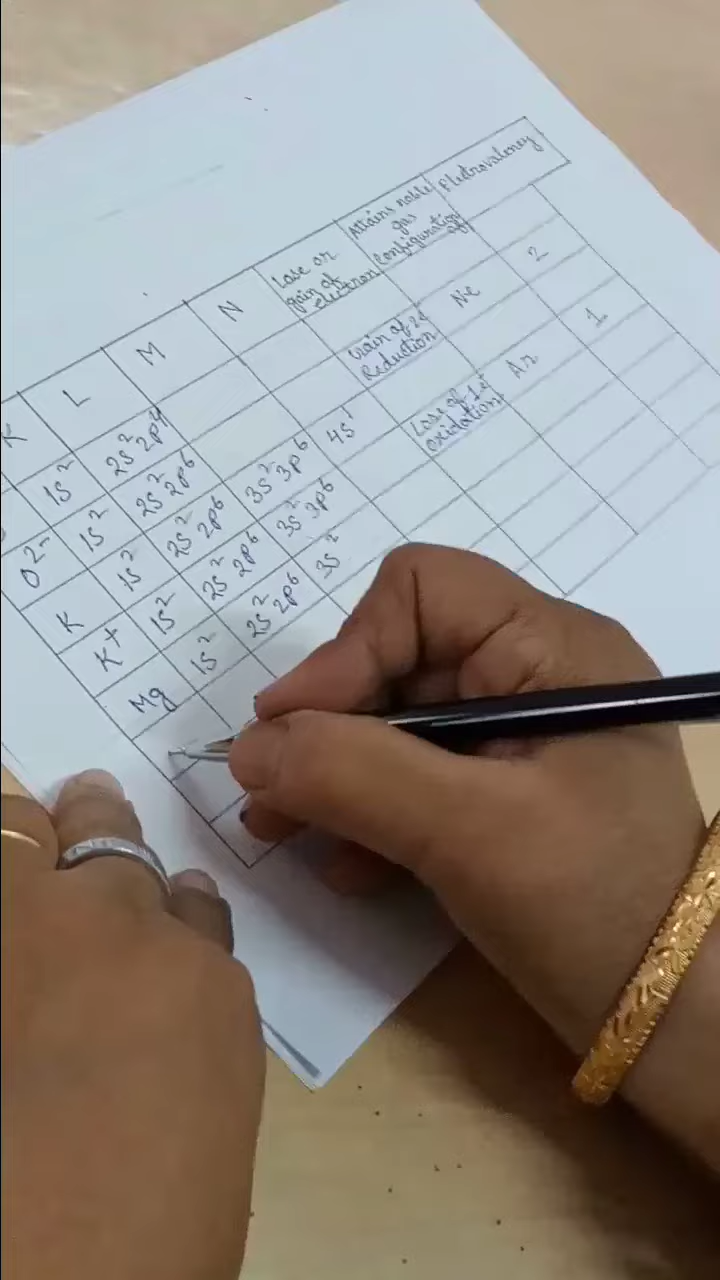 K L M N Lose or gain of electron Attains noble gas configuration of Electrovalency
1s² 2s² 2p⁴
O²⁻ 1s² 2s² 2p⁶ Gain of 2e Reduction Ne 2
K 1s² 2s² 2p⁶ 3s² 3p⁶ 4s¹
K⁺ 1s² 2s² 2p⁶ 3s² 3p⁶ Lose of 1e oxidation Ar 1
Mg 1s² 2s² 2p⁶ 3s²